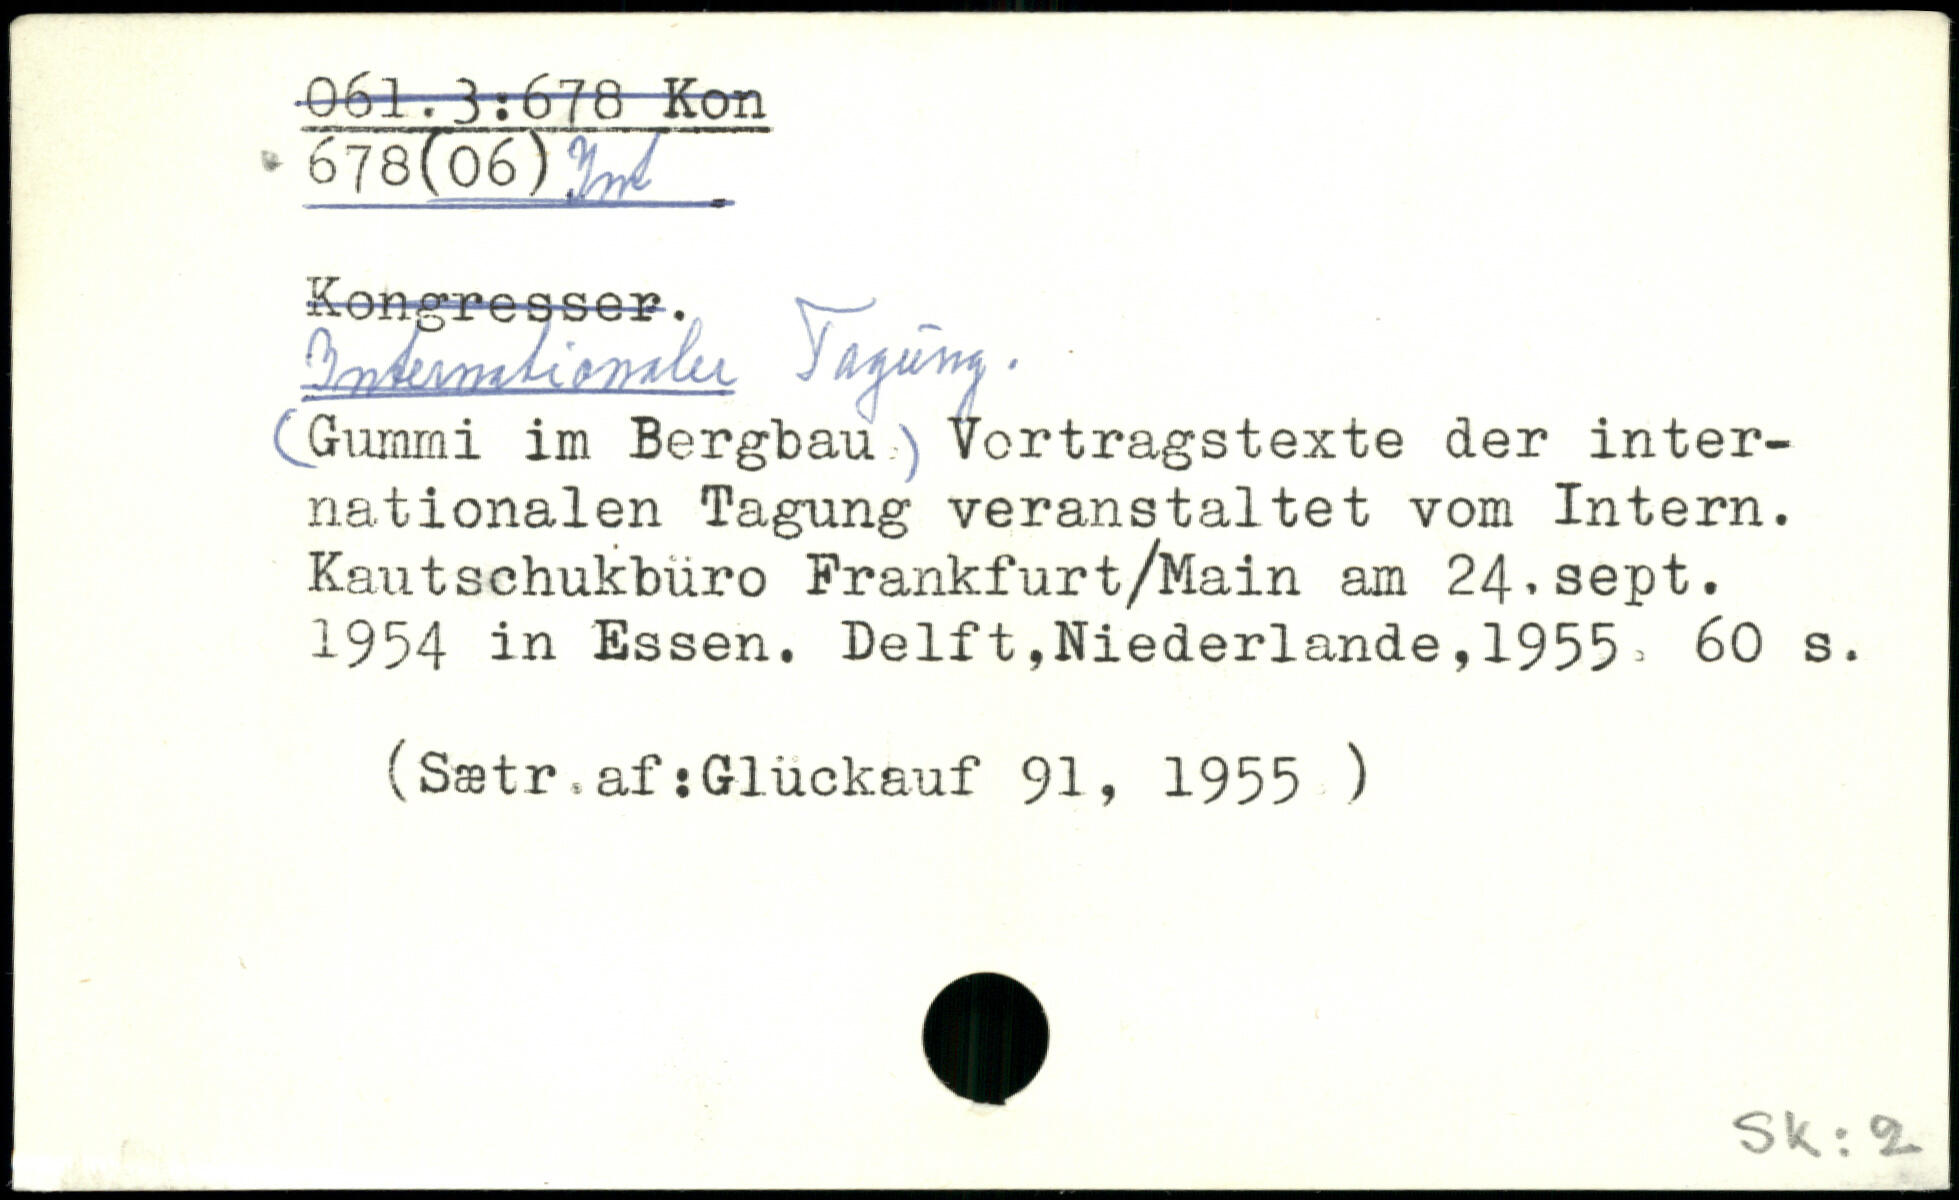 061.3:678 Kon
678(06) Int
Kongresser.
Internationaler Tagung.
(Gummi im Bergbau.) Vortragstexte der inter-
nationalen Tagung veranstaltet vom Intern.
Kautschukbüro Frankfurt/Main am 24.sept.
1954 in Essen. Delft,Niederlande,1955. 60 s.
(Sætr.af:Glückauf 91, 1955.)
Sk: 2